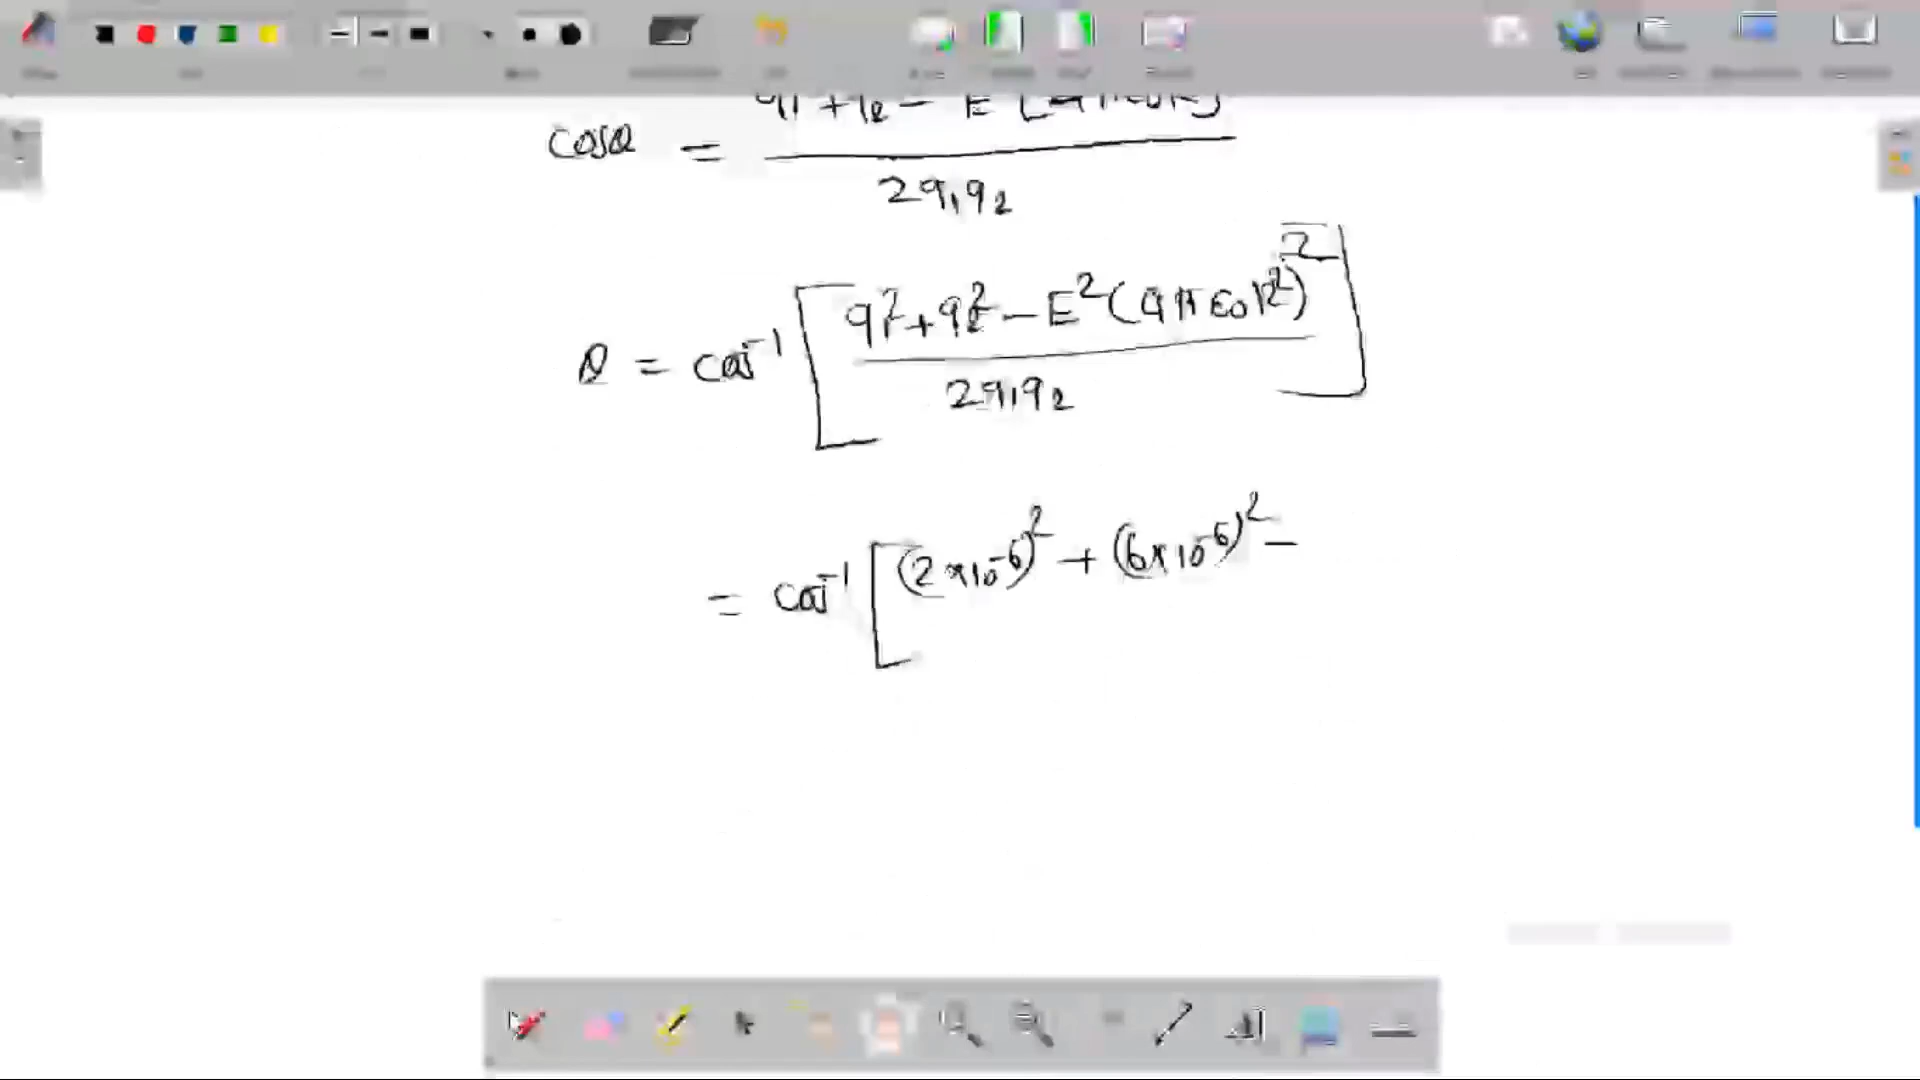 cosθ = 
2q₁q₂
θ = cos⁻¹ [ q₁² + q₂² − E² (4πε₀R²)² / 2q₁q₂ ]
= cos⁻¹ [ (2×10⁻⁶)² + (6×10⁻⁶)² −